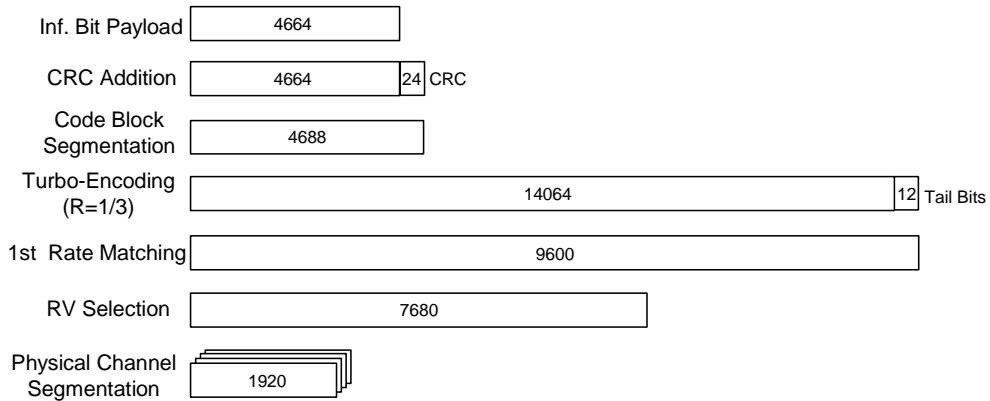 Inf. Bit Payload 4664
CRC Addition 4664 24 CRC
Code Block
Segmentation 4688
Turbo-Encoding
(R=1/3) 14064 12 Tail Bits
1st Rate Matching 9600
RV Selection 7680
Physical Channel
Segmentation 1920